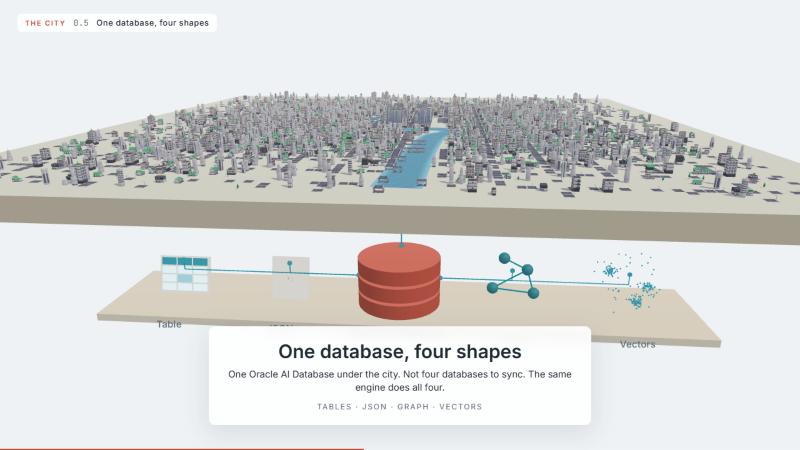 THE CITY 0.5 One database, four shapes
Table
Vectors
One database, four shapes
One Oracle AI Database under the city. Not four databases to sync. The same
engine does all four.
TABLES · JSON · GRAPH · VECTORS